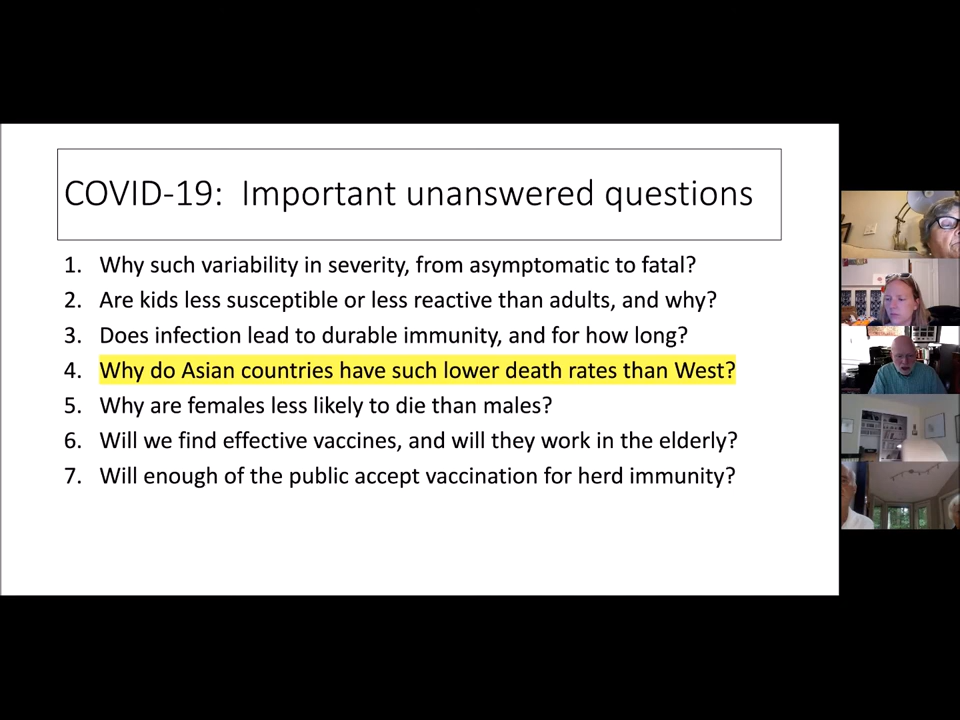 COVID-19:  Important unanswered questions
1. Why such variability in severity, from asymptomatic to fatal?
2. Are kids less susceptible or less reactive than adults, and why?
3. Does infection lead to durable immunity, and for how long?
4. Why do Asian countries have such lower death rates than West?
5. Why are females less likely to die than males?
6. Will we find effective vaccines, and will they work in the elderly?
7. Will enough of the public accept vaccination for herd immunity?